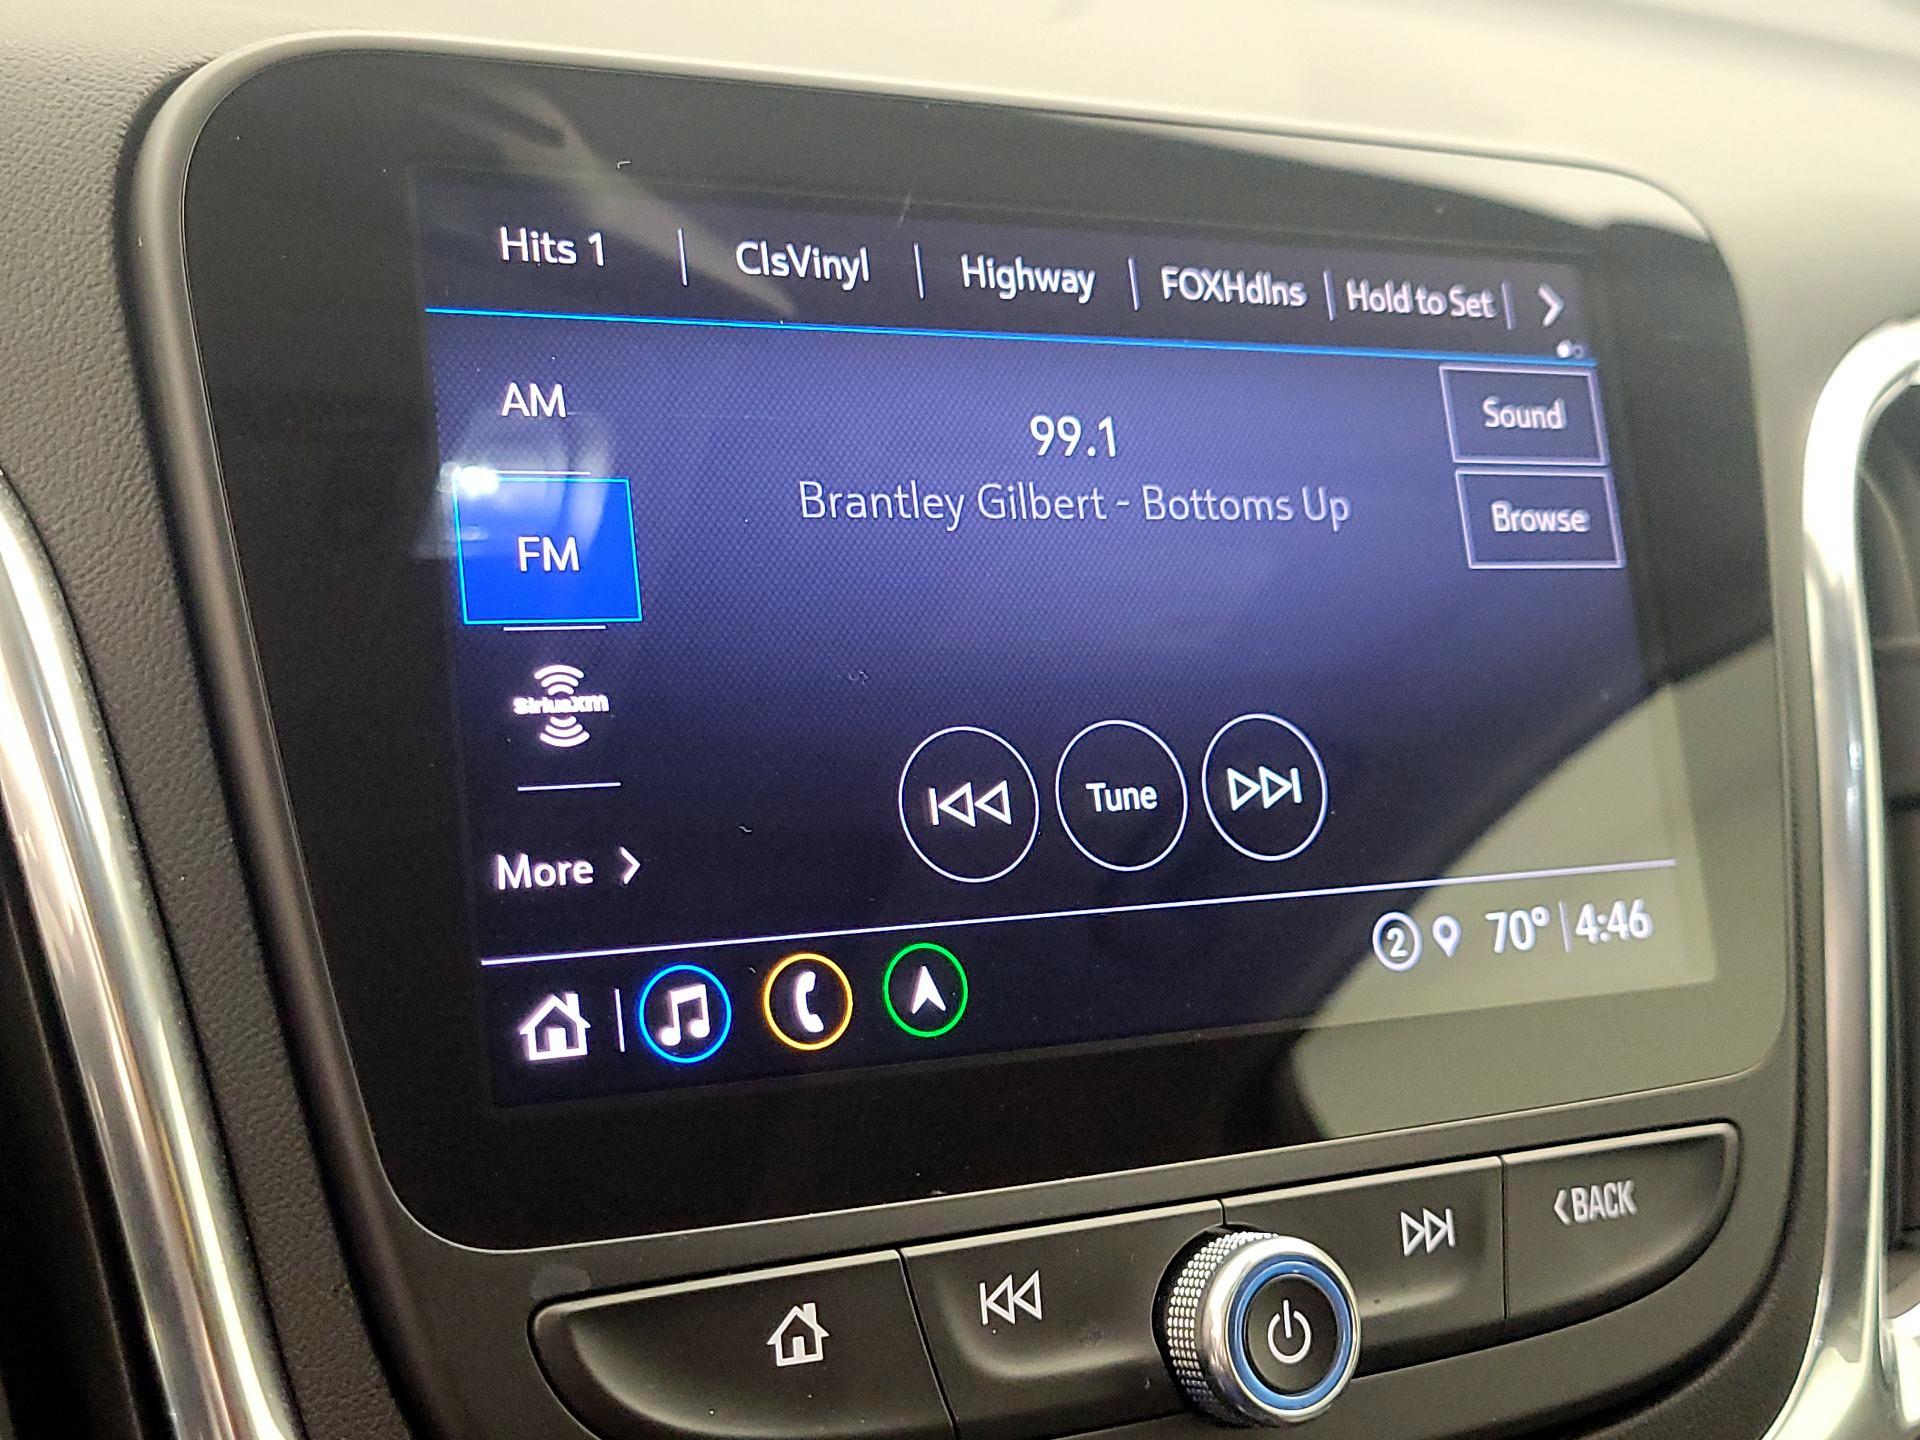 Hits 1 | ClsVinyl | Highway | FOXHdlns | Hold to Set |
AM
99.1
Sound
Brantley Gilbert - Bottoms Up
Browse
FM
SiriusXm
Tune
More
2 70° | 4:46
BACK